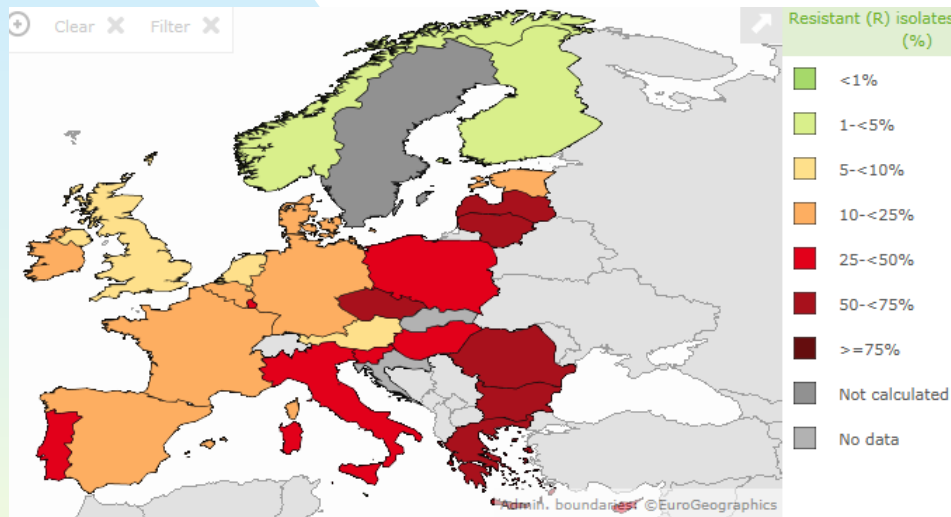 Clear Filter
Resistant (R) isolates
(%)
<1%
1-<5%
5-<10%
10-<25%
25-<50%
50-<75%
>=75%
Not calculated
No data
Admin. boundaries: ©EuroGeographics